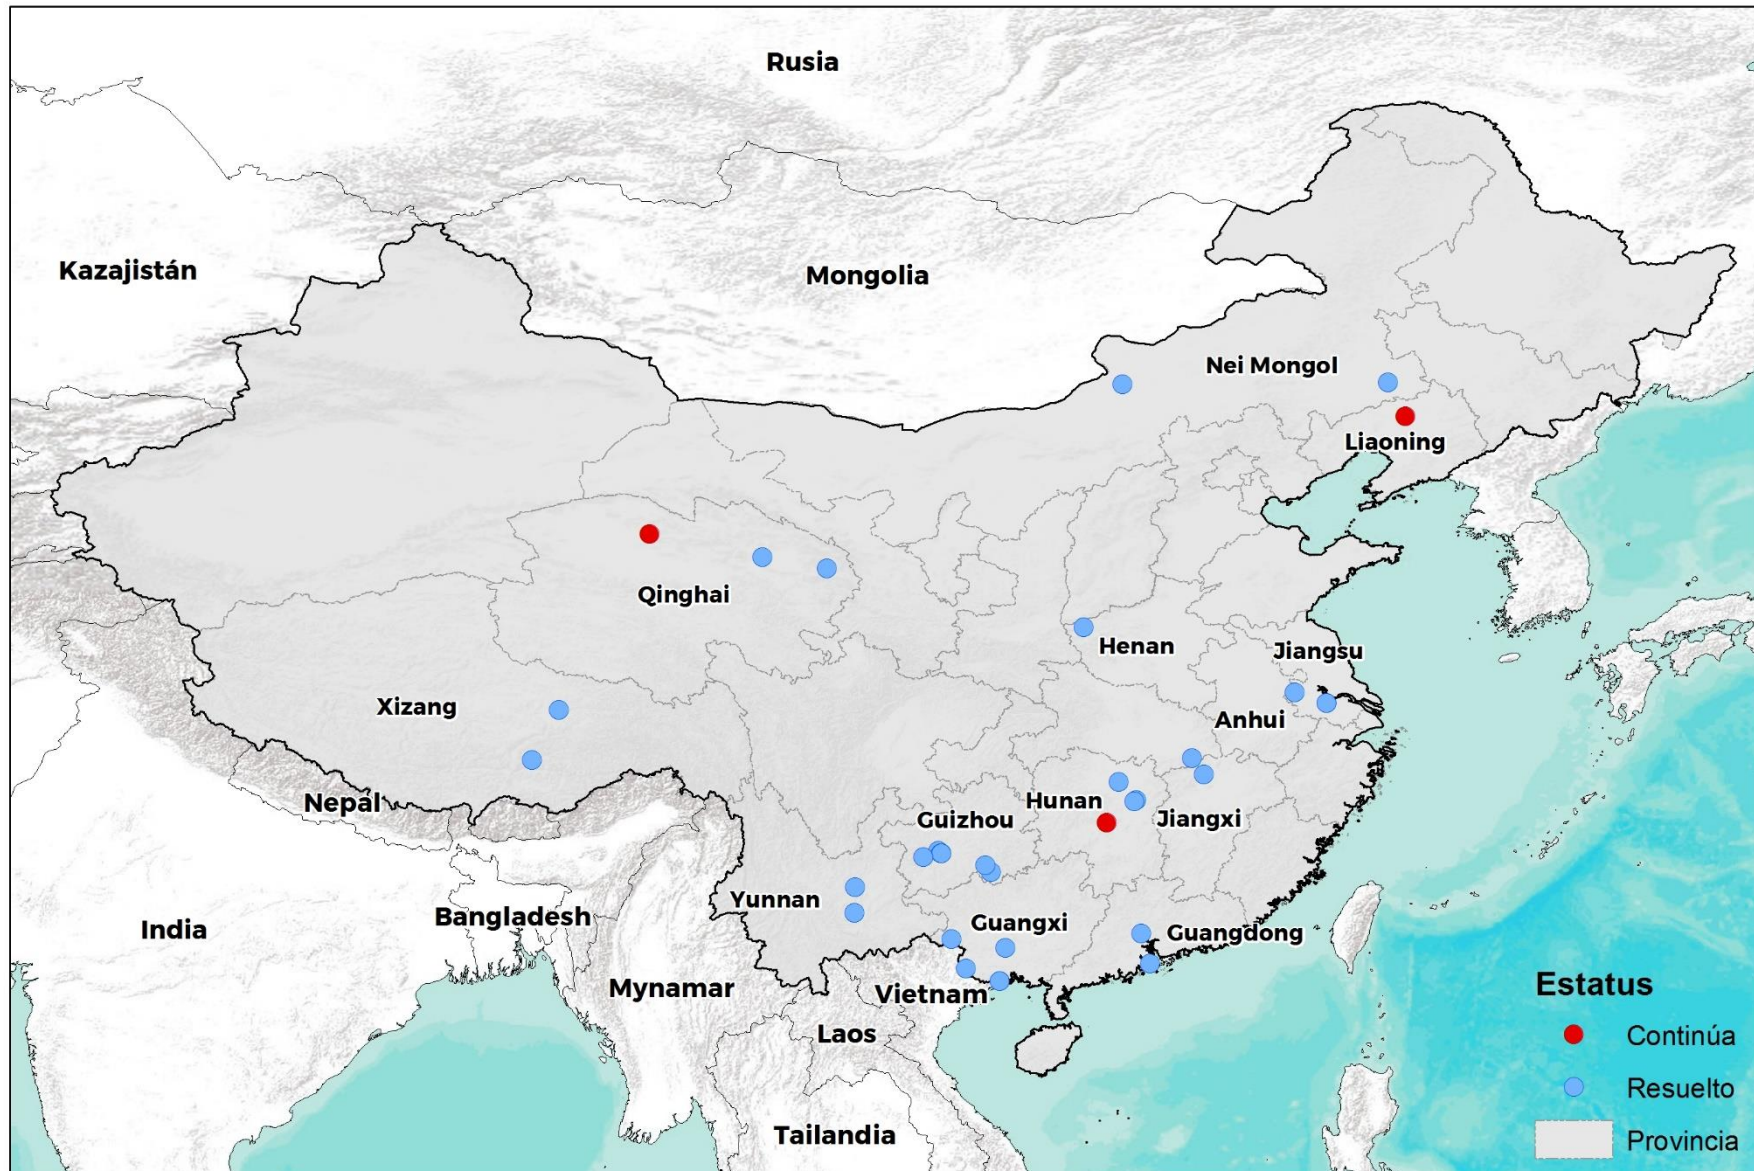 Rusia
Kazajistán
Mongolia
Nei Mongol
Liaoning
Qinghai
Henan
Jiangsu
Xizang
Anhui
Nepal
Hunan
Guizhou
Jiangxi
Yunnan
Bangladesh
India
Guangxi
Guangdong
Mynamar
Vietnam
Laos
Tailandia
Estatus
Continúa
Resuelto
Provincia